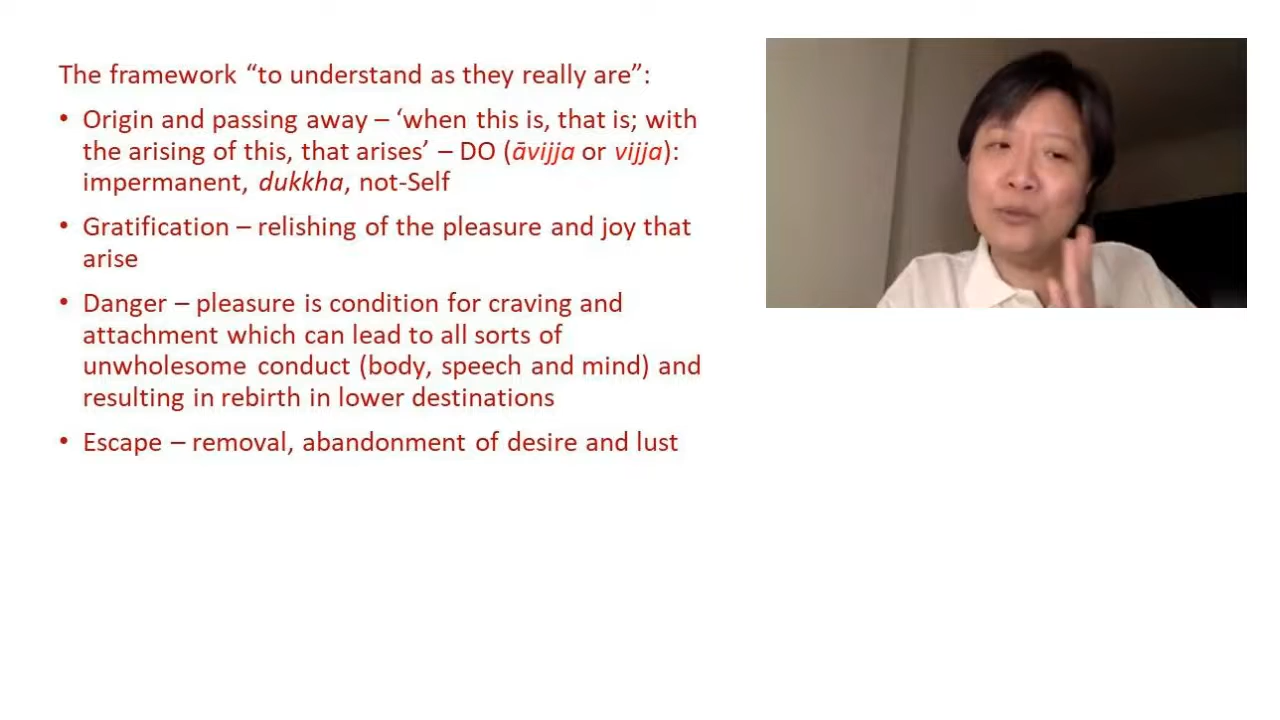 The framework “to understand as they really are”:
• Origin and passing away – ‘when this is, that is; with
the arising of this, that arises’ – DO (āvijja or vijja):
impermanent, dukkha, not-Self
• Gratification – relishing of the pleasure and joy that
arise
• Danger – pleasure is condition for craving and
attachment which can lead to all sorts of
unwholesome conduct (body, speech and mind) and
resulting in rebirth in lower destinations
• Escape – removal, abandonment of desire and lust